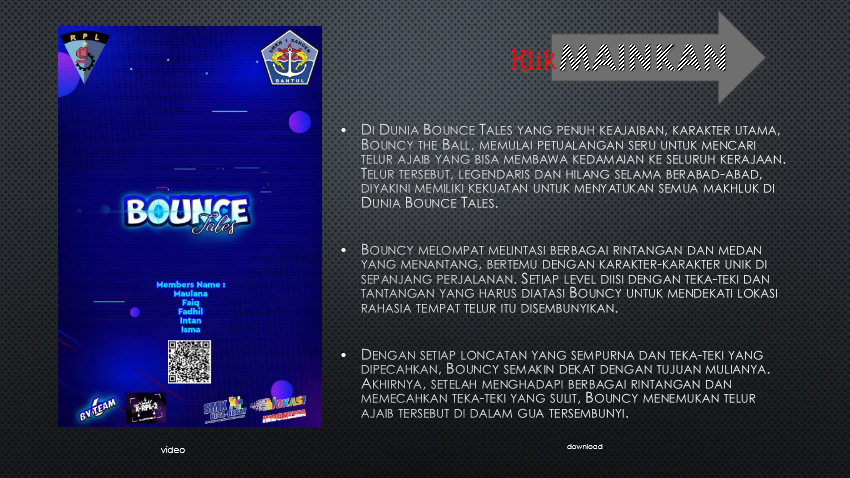 RPL
SMKN 1 SANDEN
BANTUL
BOUNCE
Tales
Members Name :
Maulana
Faiq
Fadhil
Intan
Isma
BY TEAM
video
Klik MAINKAN
• DI DUNIA BOUNCE TALES YANG PENUH KEAJAIBAN, KARAKTER UTAMA,
BOUNCY THE BALL, MEMULAI PETUALANGAN SERU UNTUK MENCARI
TELUR AJAIB YANG BISA MEMBAWA KEDAMAIAN KE SELURUH KERAJAAN.
TELUR TERSEBUT, LEGENDARIS DAN HILANG SELAMA BERABAD-ABAD,
DIYAKINI MEMILIKI KEKUATAN UNTUK MENYATUKAN SEMUA MAKHLUK DI
DUNIA BOUNCE TALES.
• BOUNCY MELOMPAT MELINTASI BERBAGAI RINTANGAN DAN MEDAN
YANG MENANTANG, BERTEMU DENGAN KARAKTER-KARAKTER UNIK DI
SEPANJANG PERJALANAN. SETIAP LEVEL DIISI DENGAN TEKA-TEKI DAN
TANTANGAN YANG HARUS DIATASI BOUNCY UNTUK MENDEKATI LOKASI
RAHASIA TEMPAT TELUR ITU DISEMBUNYIKAN.
• DENGAN SETIAP LONCATAN YANG SEMPURNA DAN TEKA-TEKI YANG
DIPECAHKAN, BOUNCY SEMAKIN DEKAT DENGAN TUJUAN MULIANYA.
AKHIRNYA, SETELAH MENGHADAPI BERBAGAI RINTANGAN DAN
MEMECAHKAN TEKA-TEKI YANG SULIT, BOUNCY MENEMUKAN TELUR
AJAIB TERSEBUT DI DALAM GUA TERSEMBUNYI.
download